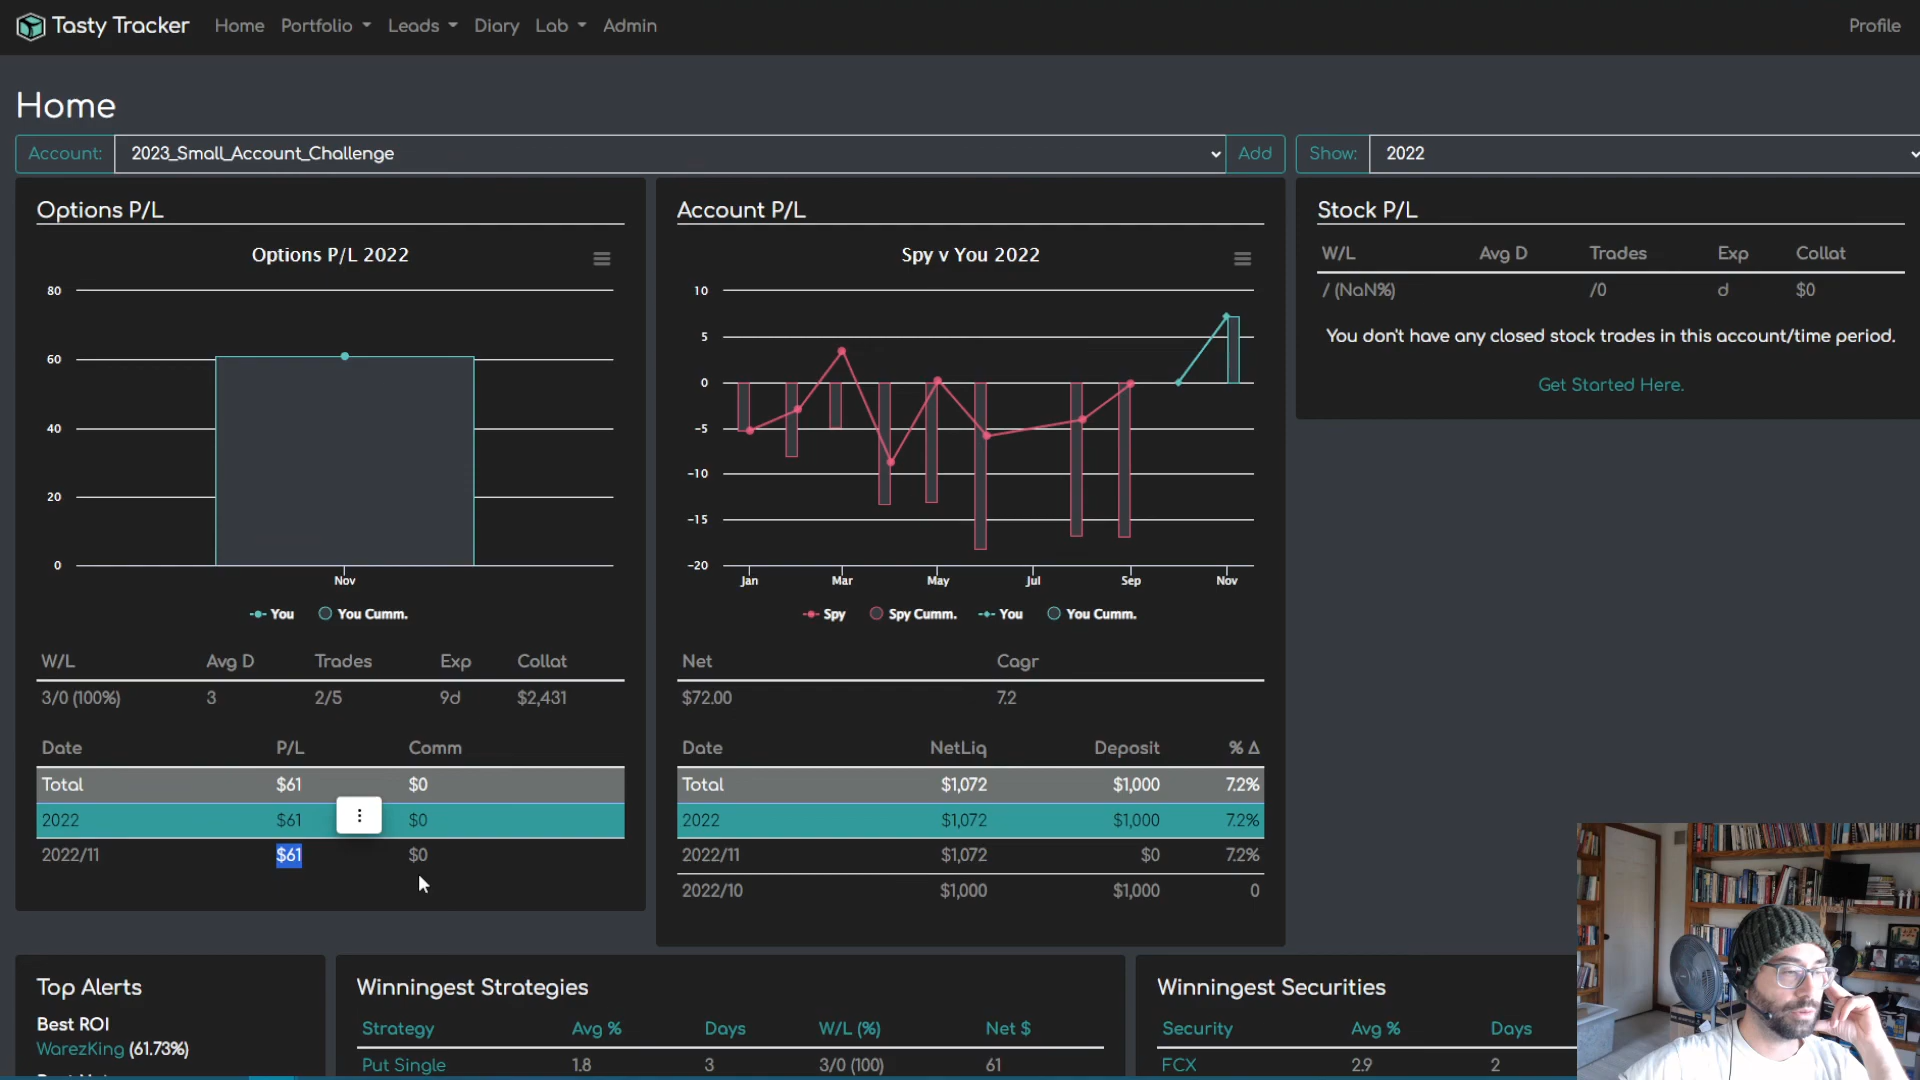 Tasty Tracker Home Portfolio Leads Diary Lab Admin Profile
Home
Account: 2023_Small_Account_Challenge Add Show: 2022
Options P/L
Options P/L 2022
80
60
40
20
0
Nov
You You Cumm.
W/L Avg D Trades Exp Collat
3/0 (100%) 3 2/5 9d $2,431
Date P/L Comm
Total $61 $0
2022 $61 $0
2022/11 $61 $0
Account P/L
Spy v You 2022
10
5
0
-5
-10
-15
-20
Jan Mar May Jul Sep Nov
Spy Spy Cumm. You You Cumm.
Net Cagr
$72.00 7.2
Date NetLiq Deposit % Δ
Total $1,072 $1,000 7.2%
2022 $1,072 $1,000 7.2%
2022/11 $1,072 $0 7.2%
2022/10 $1,000 $1,000 0
Stock P/L
W/L Avg D Trades Exp Collat
/ (NaN%) /0 d $0
You don't have any closed stock trades in this account/time period.
Get Started Here.
Top Alerts
Best ROI
WarezKing (61.73%)
Winningest Strategies
Strategy Avg % Days W/L (%) Net $
Put Single 1.8 3 3/0 (100) 61
Winningest Securities
Security Avg % Days
FCX 2.9 2